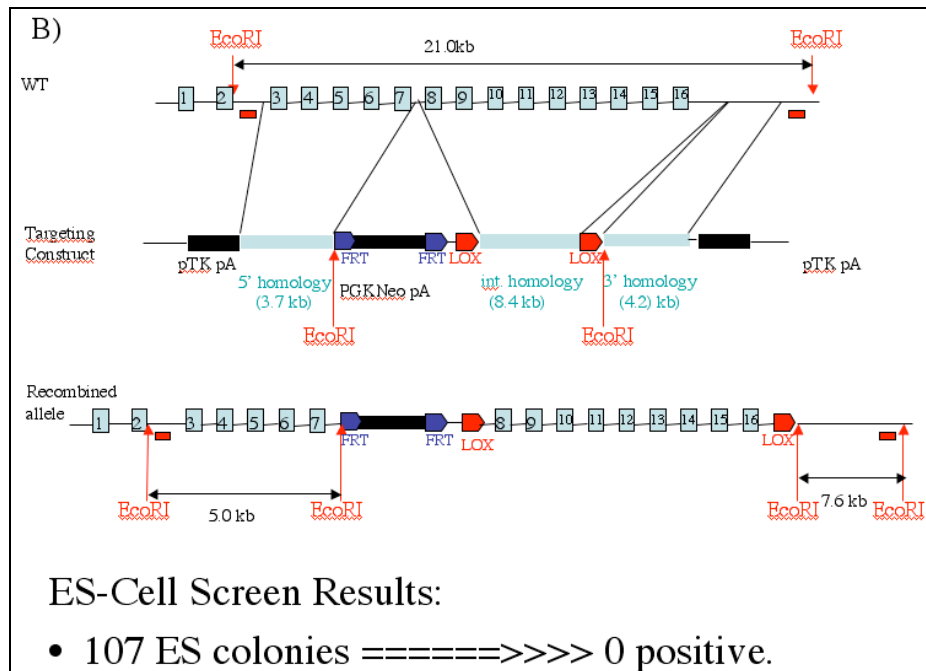 B)
EcoRI EcoRI
21.0kb
WT
1 2 3 4 5 6 7 8 9 10 11 12 13 14 15 16
Targeting
Construct
pTK pA
FRT FRT LOX LOX
pTK pA
5' homology
(3.7 kb)
PGKNeo pA
int. homology
(8.4 kb)
3' homology
(4.2) kb)
EcoRI EcoRI
Recombined
allele
1 2 3 4 5 6 7 8 9 10 11 12 13 14 15 16
FRT FRT LOX LOX
EcoRI EcoRI EcoRI EcoRI
5.0 kb 7.6 kb
ES-Cell Screen Results:
• 107 ES colonies ======>>>> 0 positive.